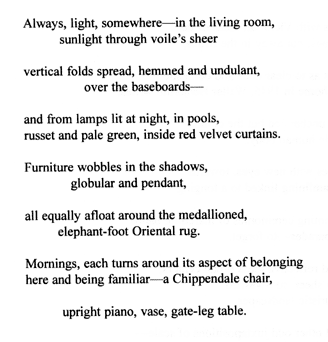 Always, light, somewhere—in the living room,
sunlight through voile's sheer
vertical folds spread, hemmed and undulant,
over the baseboards—
and from lamps lit at night, in pools,
russet and pale green, inside red velvet curtains.
Furniture wobbles in the shadows,
globular and pendant,
all equally afloat around the medallioned,
elephant-foot Oriental rug.
Mornings, each turns around its aspect of belonging
here and being familiar—a Chippendale chair,
upright piano, vase, gate-leg table.